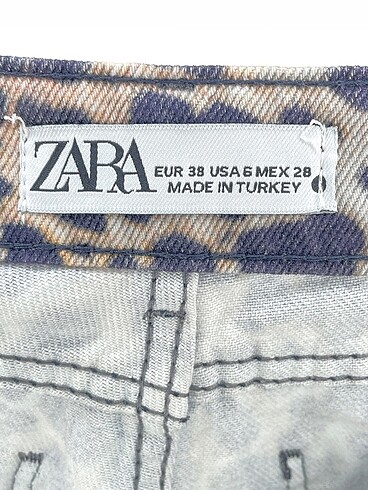 ZARA
EUR 38 USA 6 MEX 28
MADE IN TURKEY